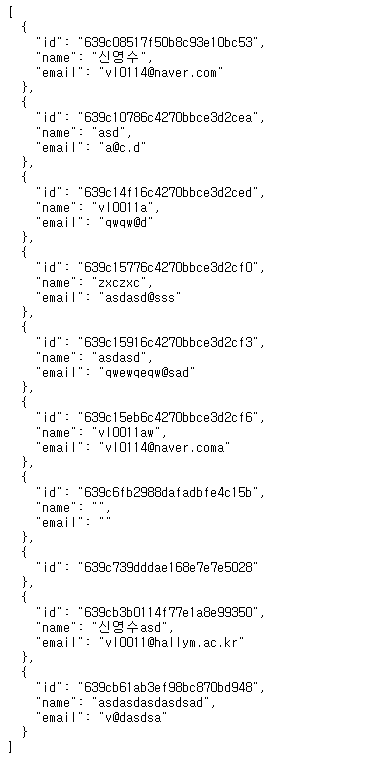 [
{
"id": "639c08517f50b8c93e10bc53",
"name": "신영수",
"email": "vl0114@naver.com"
},
{
"id": "639c10786c4270bbce3d2cea",
"name": "asd",
"email": "a@c.d"
},
{
"id": "639c14f16c4270bbce3d2ced",
"name": "vl0011a",
"email": "qwqw@d"
},
{
"id": "639c15776c4270bbce3d2cf0",
"name": "zxczxc",
"email": "asdasd@sss"
},
{
"id": "639c15916c4270bbce3d2cf3",
"name": "asdasd",
"email": "qwewqeqw@sad"
},
{
"id": "639c15eb6c4270bbce3d2cf6",
"name": "vl0011aw",
"email": "vl0114@naver.coma"
},
{
"id": "639c6fb2988dafadbfe4c15b",
"name": "",
"email": ""
},
{
"id": "639c739dddae168e7e7e5028"
},
{
"id": "639cb3b0114f77e1a8e99350",
"name": "신영수asd",
"email": "vl0011@hallym.ac.kr"
},
{
"id": "639cb61ab3ef98bc870bd948",
"name": "asdasdasdasdsad",
"email": "v@dasdsa"
}
]